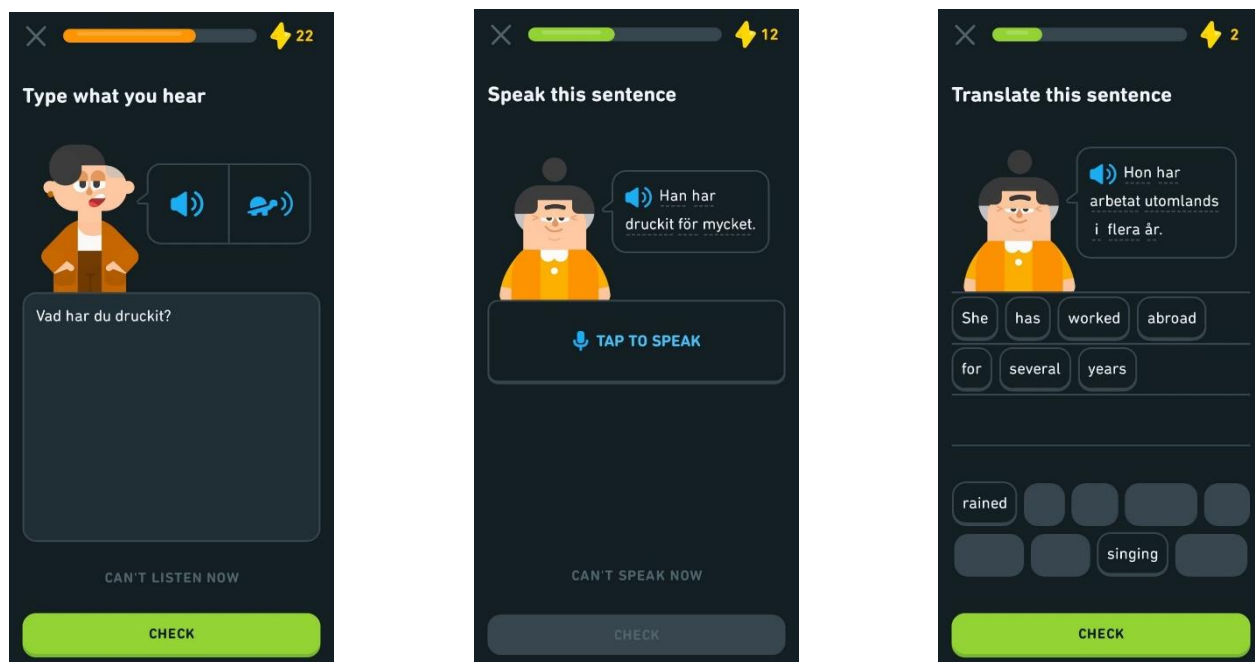 22
Type what you hear
Vad har du druckit?
CAN'T LISTEN NOW
CHECK
12
Speak this sentence
Han har
druckit för mycket.
TAP TO SPEAK
CAN'T SPEAK NOW
CHECK
2
Translate this sentence
Hon har
arbetat utomlands
i flera år.
She has worked abroad
for several years
rained
singing
CHECK